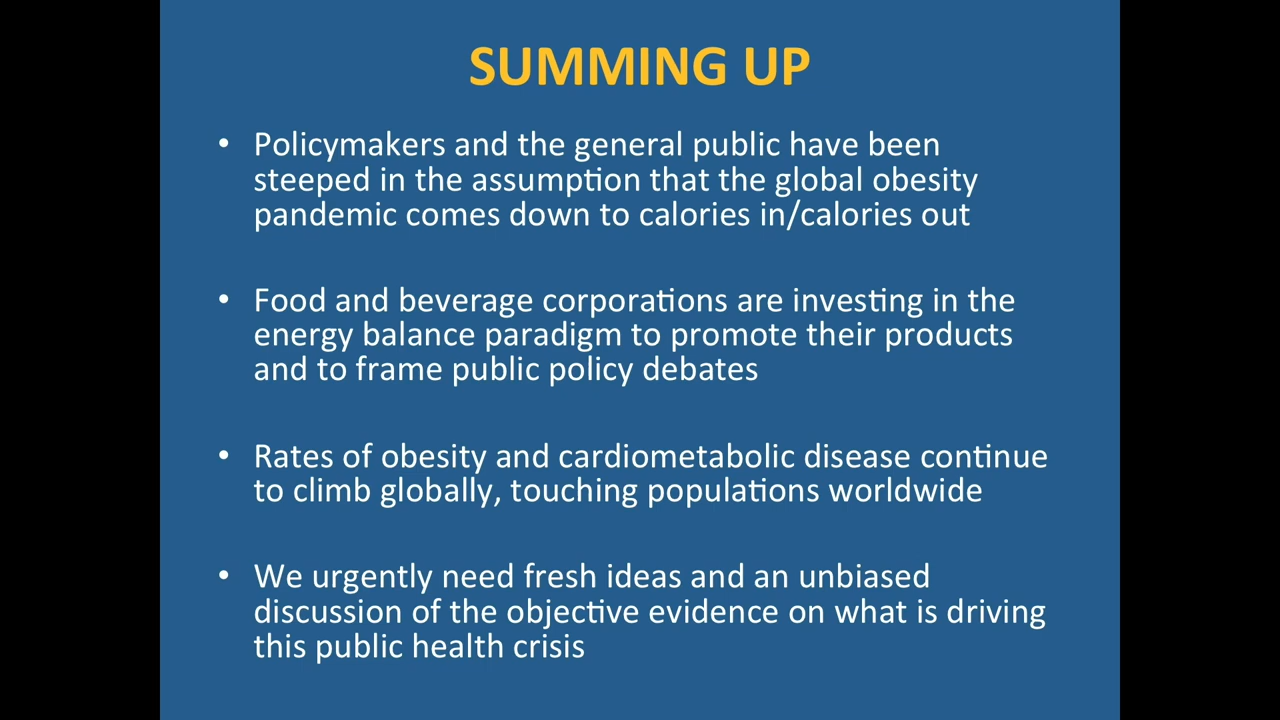 SUMMING UP
• Policymakers and the general public have been
steeped in the assumption that the global obesity
pandemic comes down to calories in/calories out
• Food and beverage corporations are investing in the
energy balance paradigm to promote their products
and to frame public policy debates
• Rates of obesity and cardiometabolic disease continue
to climb globally, touching populations worldwide
• We urgently need fresh ideas and an unbiased
discussion of the objective evidence on what is driving
this public health crisis